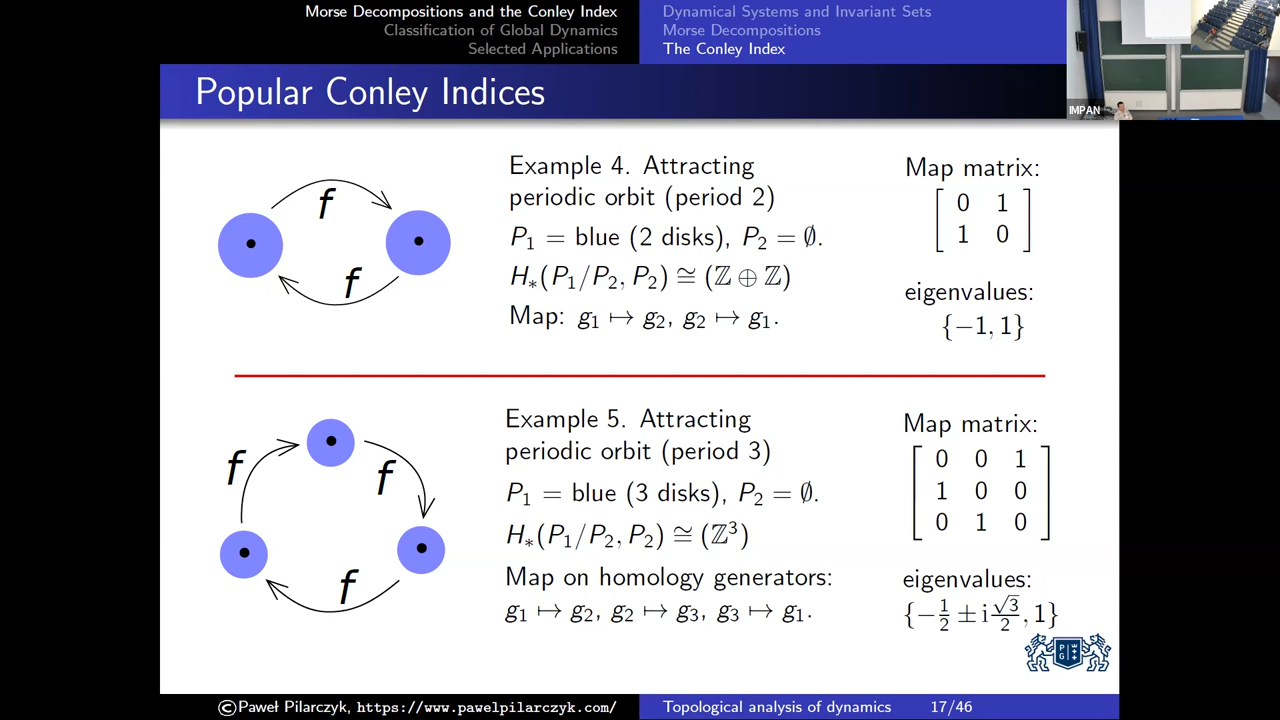 Morse Decompositions and the Conley Index
Classification of Global Dynamics
Selected Applications
Dynamical Systems and Invariant Sets
Morse Decompositions
The Conley Index
IMPAN
Popular Conley Indices
f
f
Example 4. Attracting
periodic orbit (period 2)
P₁ = blue (2 disks), P₂ = ∅.
H∗(P₁/P₂, P₂) ≅ (ℤ ⊕ ℤ)
Map: g₁ ↦ g₂, g₂ ↦ g₁.
Map matrix:
0 1
1 0
eigenvalues:
{−1, 1}
f
f
f
Example 5. Attracting
periodic orbit (period 3)
P₁ = blue (3 disks), P₂ = ∅.
H∗(P₁/P₂, P₂) ≅ (ℤ³)
Map on homology generators:
g₁ ↦ g₂, g₂ ↦ g₃, g₃ ↦ g₁.
Map matrix:
0 0 1
1 0 0
0 1 0
eigenvalues:
{−1/2 ± i√3/2, 1}
P G
©Paweł Pilarczyk, https://www.pawelpilarczyk.com/
Topological analysis of dynamics
17/46